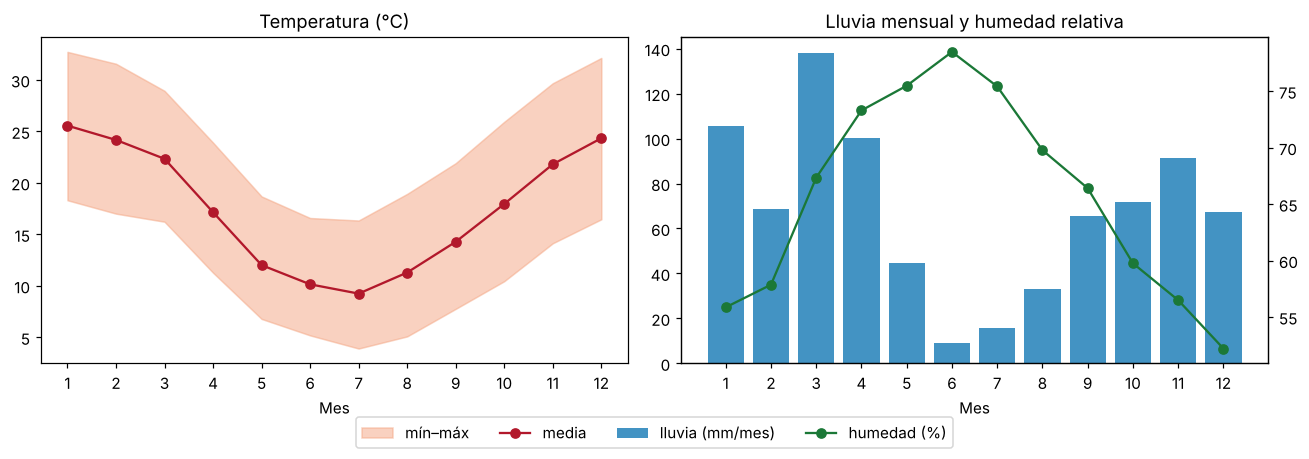 Temperatura (°C)
30
25
20
15
10
5
1 2 3 4 5 6 7 8 9 10 11 12
Mes
Lluvia mensual y humedad relativa
140
120
100
80
60
40
20
0
75
70
65
60
55
1 2 3 4 5 6 7 8 9 10 11 12
Mes
mín–máx media lluvia (mm/mes) humedad (%)